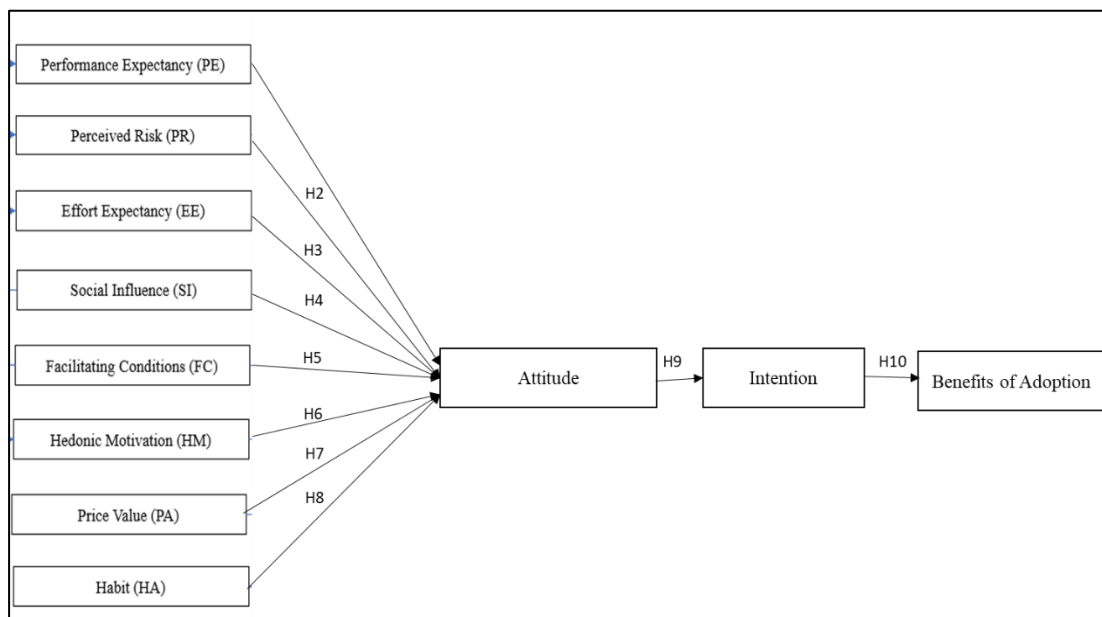 Performance Expectancy (PE)
Perceived Risk (PR)
H2
Effort Expectancy (EE)
H3
Social Influence (SI)
H4
Facilitating Conditions (FC)
H5
Attitude
H9
Intention
H10
Benefits of Adoption
Hedonic Motivation (HM)
H6
H7
Price Value (PA)
H8
Habit (HA)